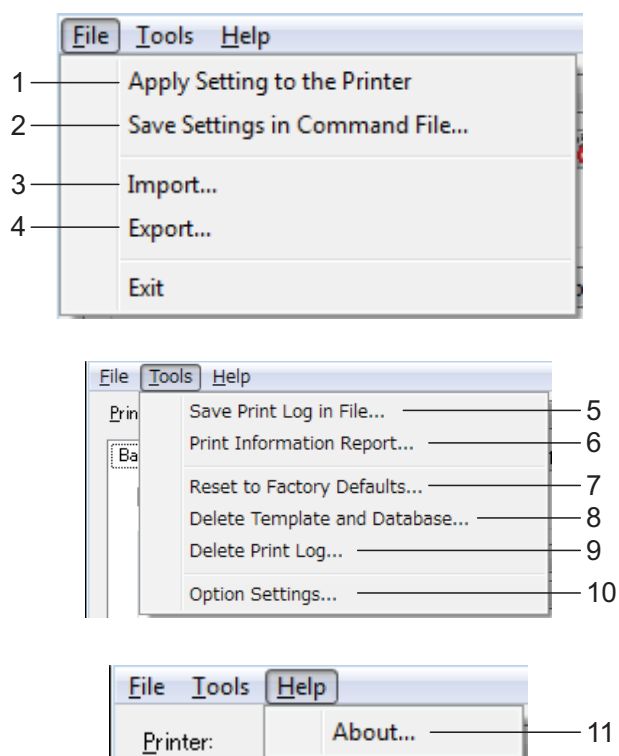 File Tools Help
1 Apply Setting to the Printer
2 Save Settings in Command File...
3 Import...
4 Export...
Exit
File Tools Help
Prin
Save Print Log in File... 5
Ba
Print Information Report... 6
Reset to Factory Defaults... 7
Delete Template and Database... 8
Delete Print Log... 9
Option Settings... 10
File Tools Help
Printer:
About... 11